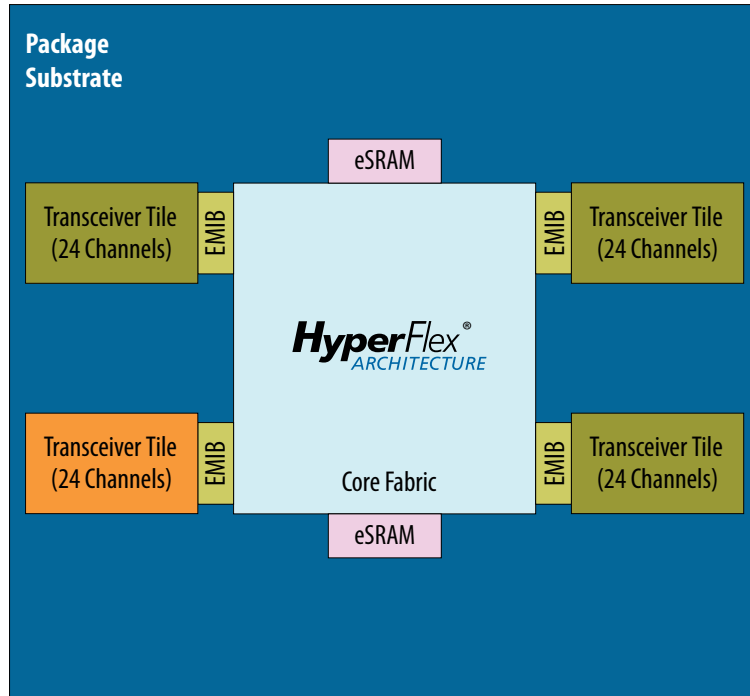 Package
Substrate
eSRAM
Transceiver Tile
(24 Channels)
EMIB
EMIB
Transceiver Tile
(24 Channels)
HyperFlex®
ARCHITECTURE
Transceiver Tile
(24 Channels)
EMIB
Core Fabric
EMIB
Transceiver Tile
(24 Channels)
eSRAM